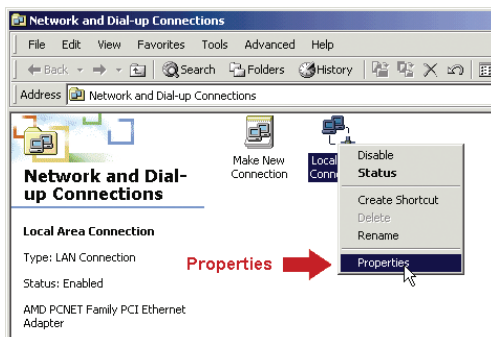 Network and Dial-up Connections
File Edit View Favorites Tools Advanced Help
Back Search Folders History
Address Network and Dial-up Connections
Network and Dial-
up Connections
Local Area Connection
Type: LAN Connection
Status: Enabled
AMD PCNET Family PCI Ethernet
Adapter
Make New
Connection
Local
Conn
Disable
Status
Create Shortcut
Delete
Rename
Properties
Properties